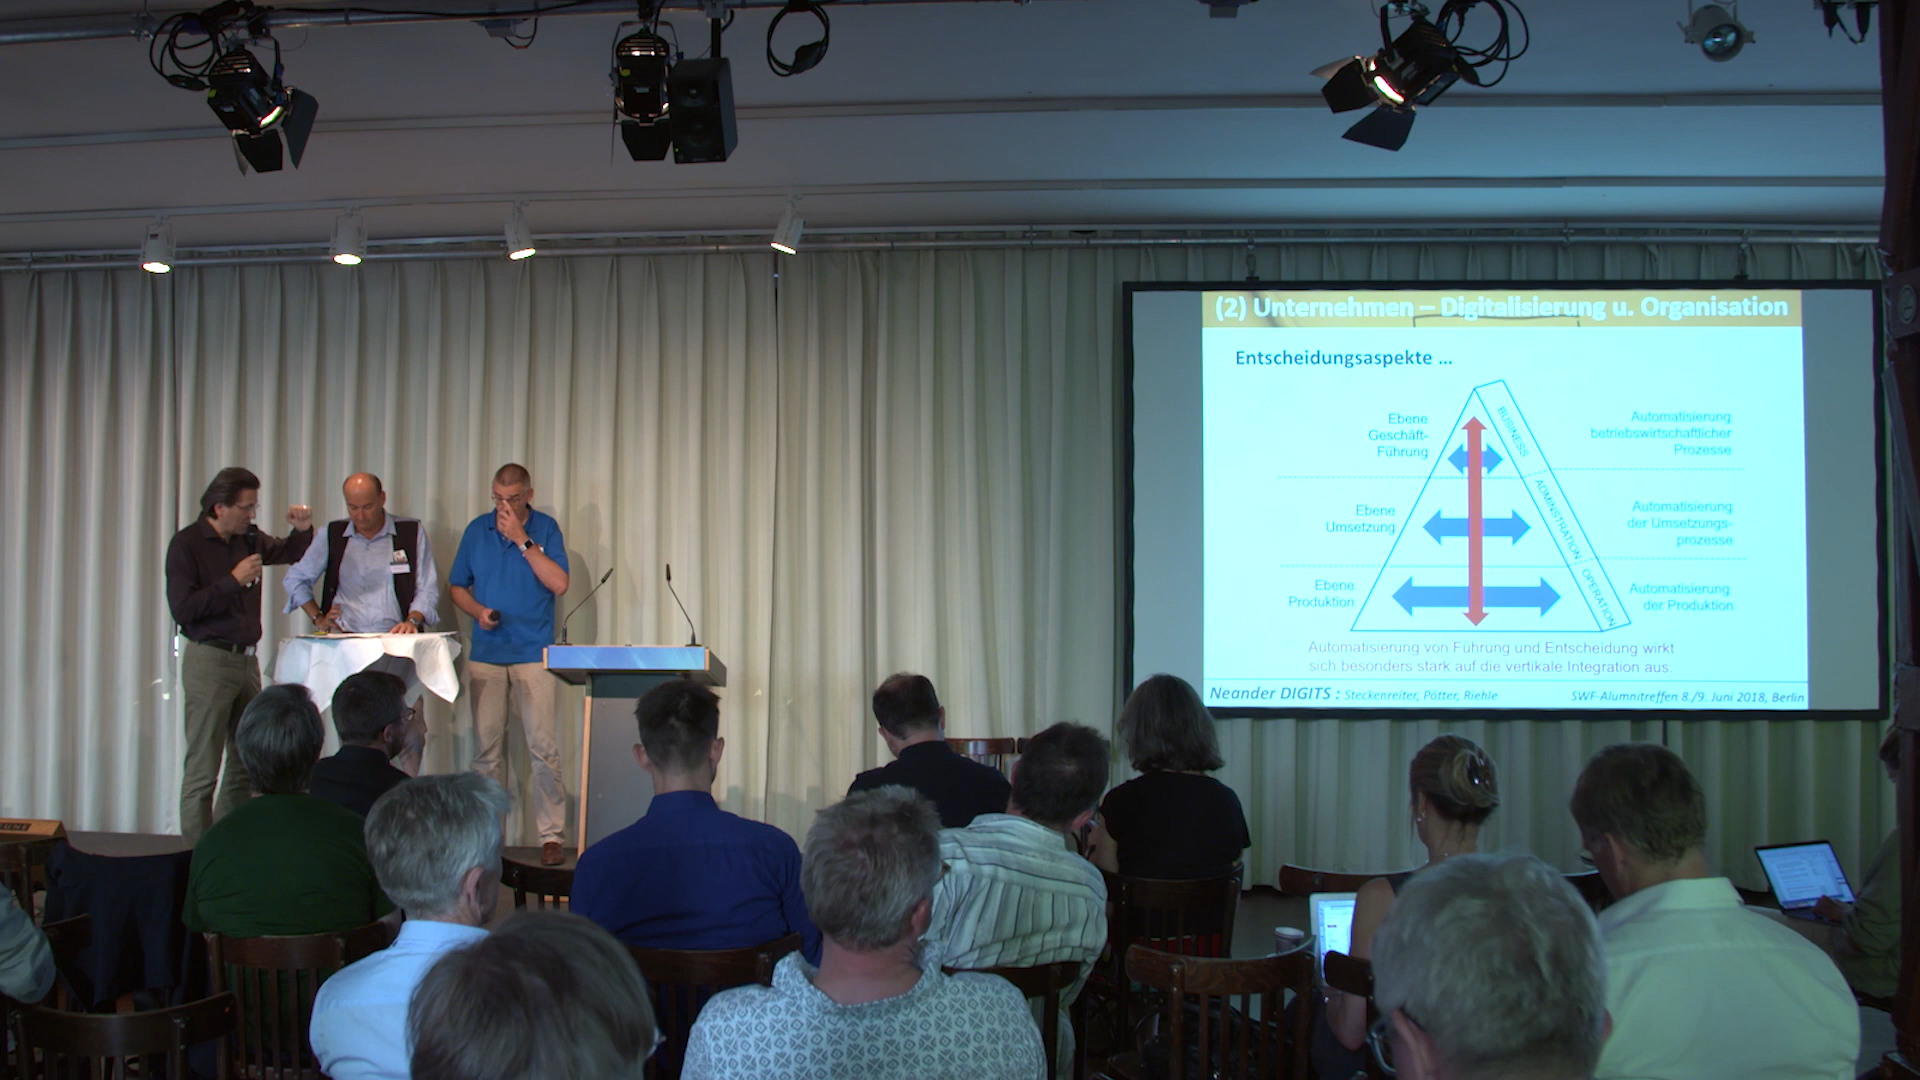 (2) Unternehmen – Digitalisierung u. Organisation
Entscheidungsaspekte ...
Ebene
Geschäft-
Führung
BUSINESS
Automatisierung
betriebswirtschaftlicher
Prozesse
Ebene
Umsetzung
ADMINSTRATION
Automatisierung
der Umsetzungs-
prozesse
Ebene
Produktion
OPERATION
Automatisierung
der Produktion
Automatisierung von Führung und Entscheidung wirkt
sich besonders stark auf die vertikale Integration aus.
Neander DIGITS : Steckenreiter, Pötter, Riehle
SWF-Alumnitreffen 8./9. Juni 2018, Berlin